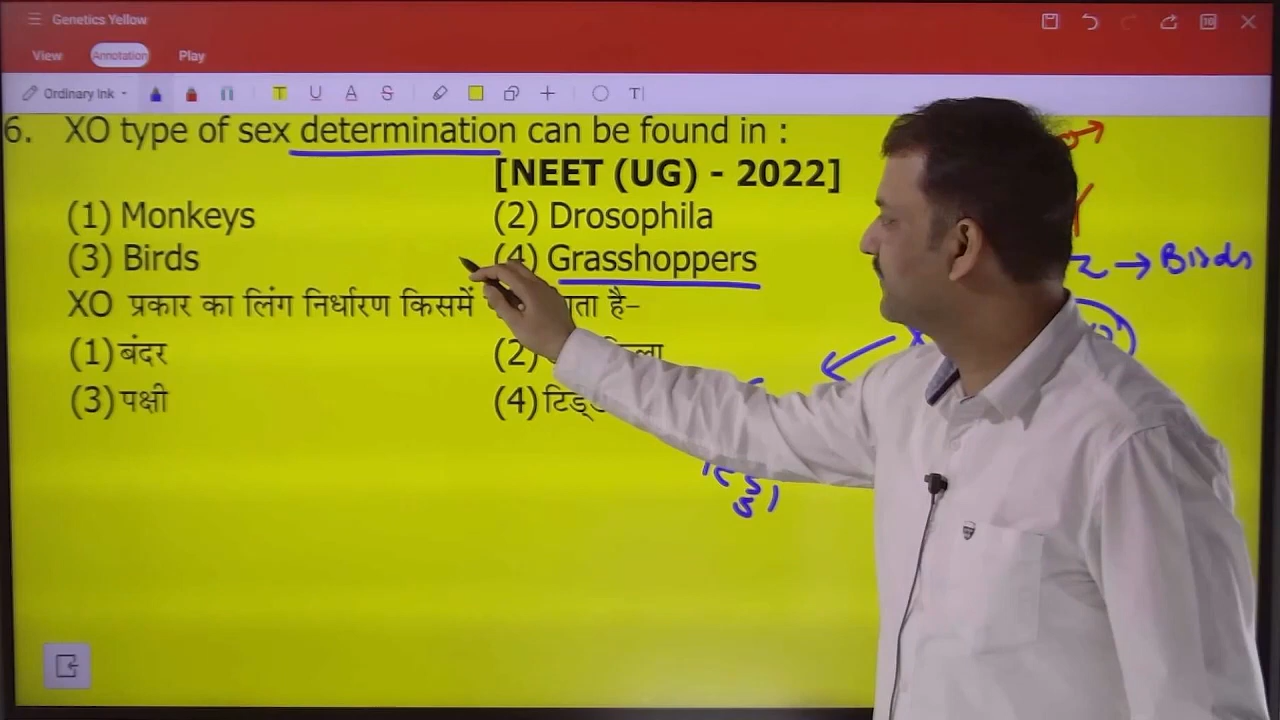 Genetics Yellow
View Annotation Play
Ordinary Ink T U A S T
6. XO type of sex determination can be found in :
[NEET (UG) - 2022]
(1) Monkeys (2) Drosophila
(3) Birds (4) Grasshoppers
z → Birds
XO प्रकार का लिंग निर्धारण किसमें है–
(1) बंदर (2)
(3) पक्षी (4)